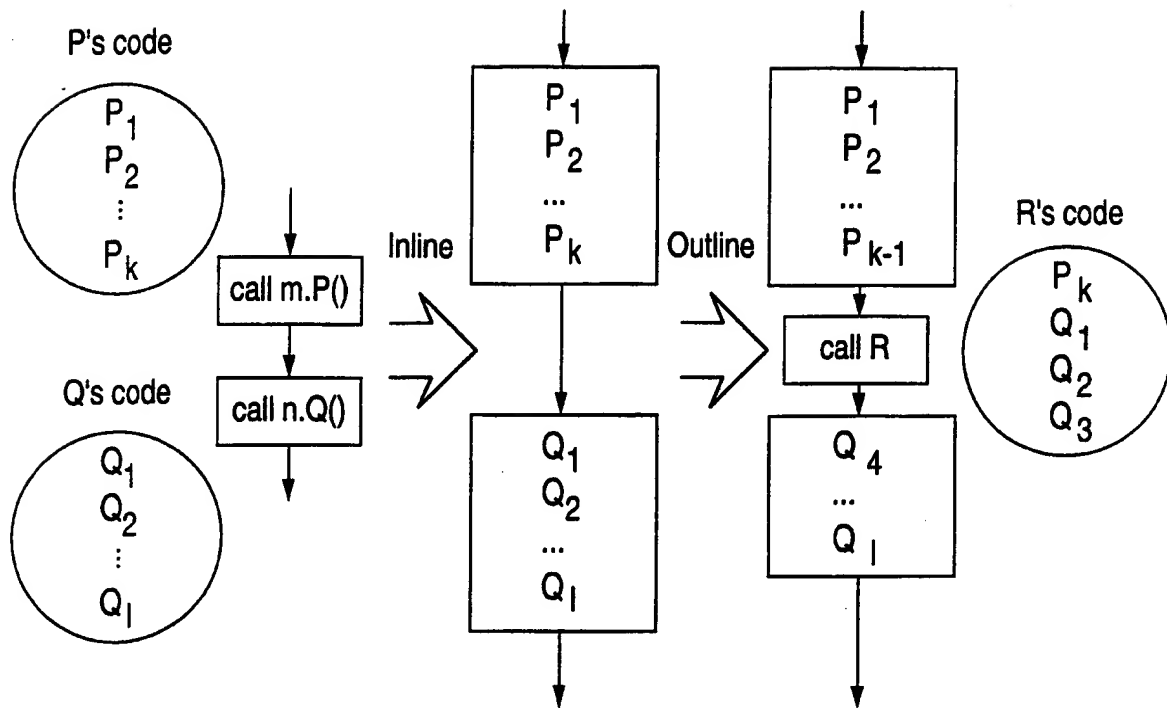 P's code
P1
P2
...
Pk
call m.P()
call n.Q()
Q's code
Q1
Q2
...
Ql
Inline
P1
P2
...
Pk
Q1
Q2
...
Ql
Outline
P1
P2
...
Pk-1
call R
Q4
...
Ql
R's code
Pk
Q1
Q2
Q3